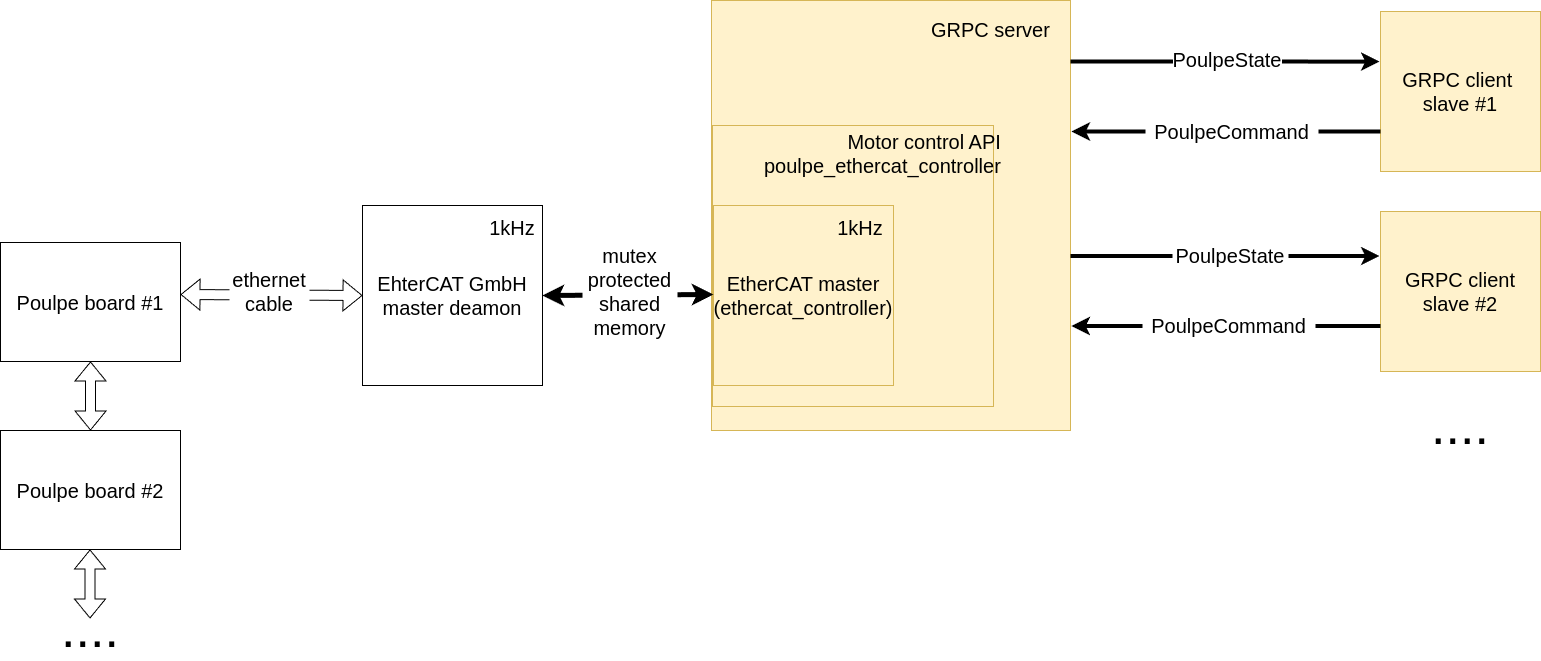 GRPC server
PoulpeState
GRPC client
slave #1
PoulpeCommand
Motor control API
poulpe_ethercat_controller
1kHz
1kHz
Poulpe board #1
ethernet
cable
EhterCAT GmbH
master deamon
mutex
protected
shared
memory
EtherCAT master
(ethercat_controller)
PoulpeState
GRPC client
slave #2
PoulpeCommand
....
Poulpe board #2
....